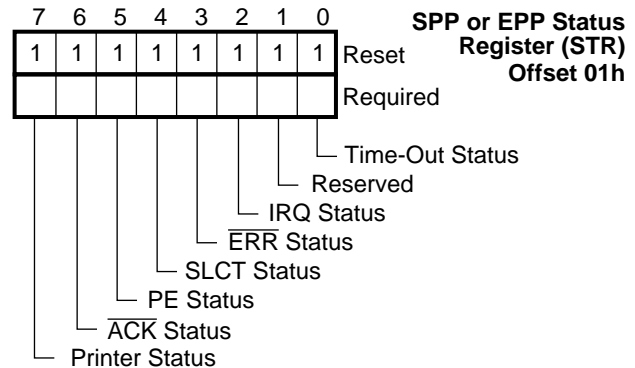 7 6 5 4 3 2 1 0
SPP or EPP Status
Register (STR)
Offset 01h
1 1 1 1 1 1 1 1 Reset
Required
Time-Out Status
Reserved
IRQ Status
E̅R̅R̅ Status
SLCT Status
PE Status
A̅C̅K̅ Status
Printer Status